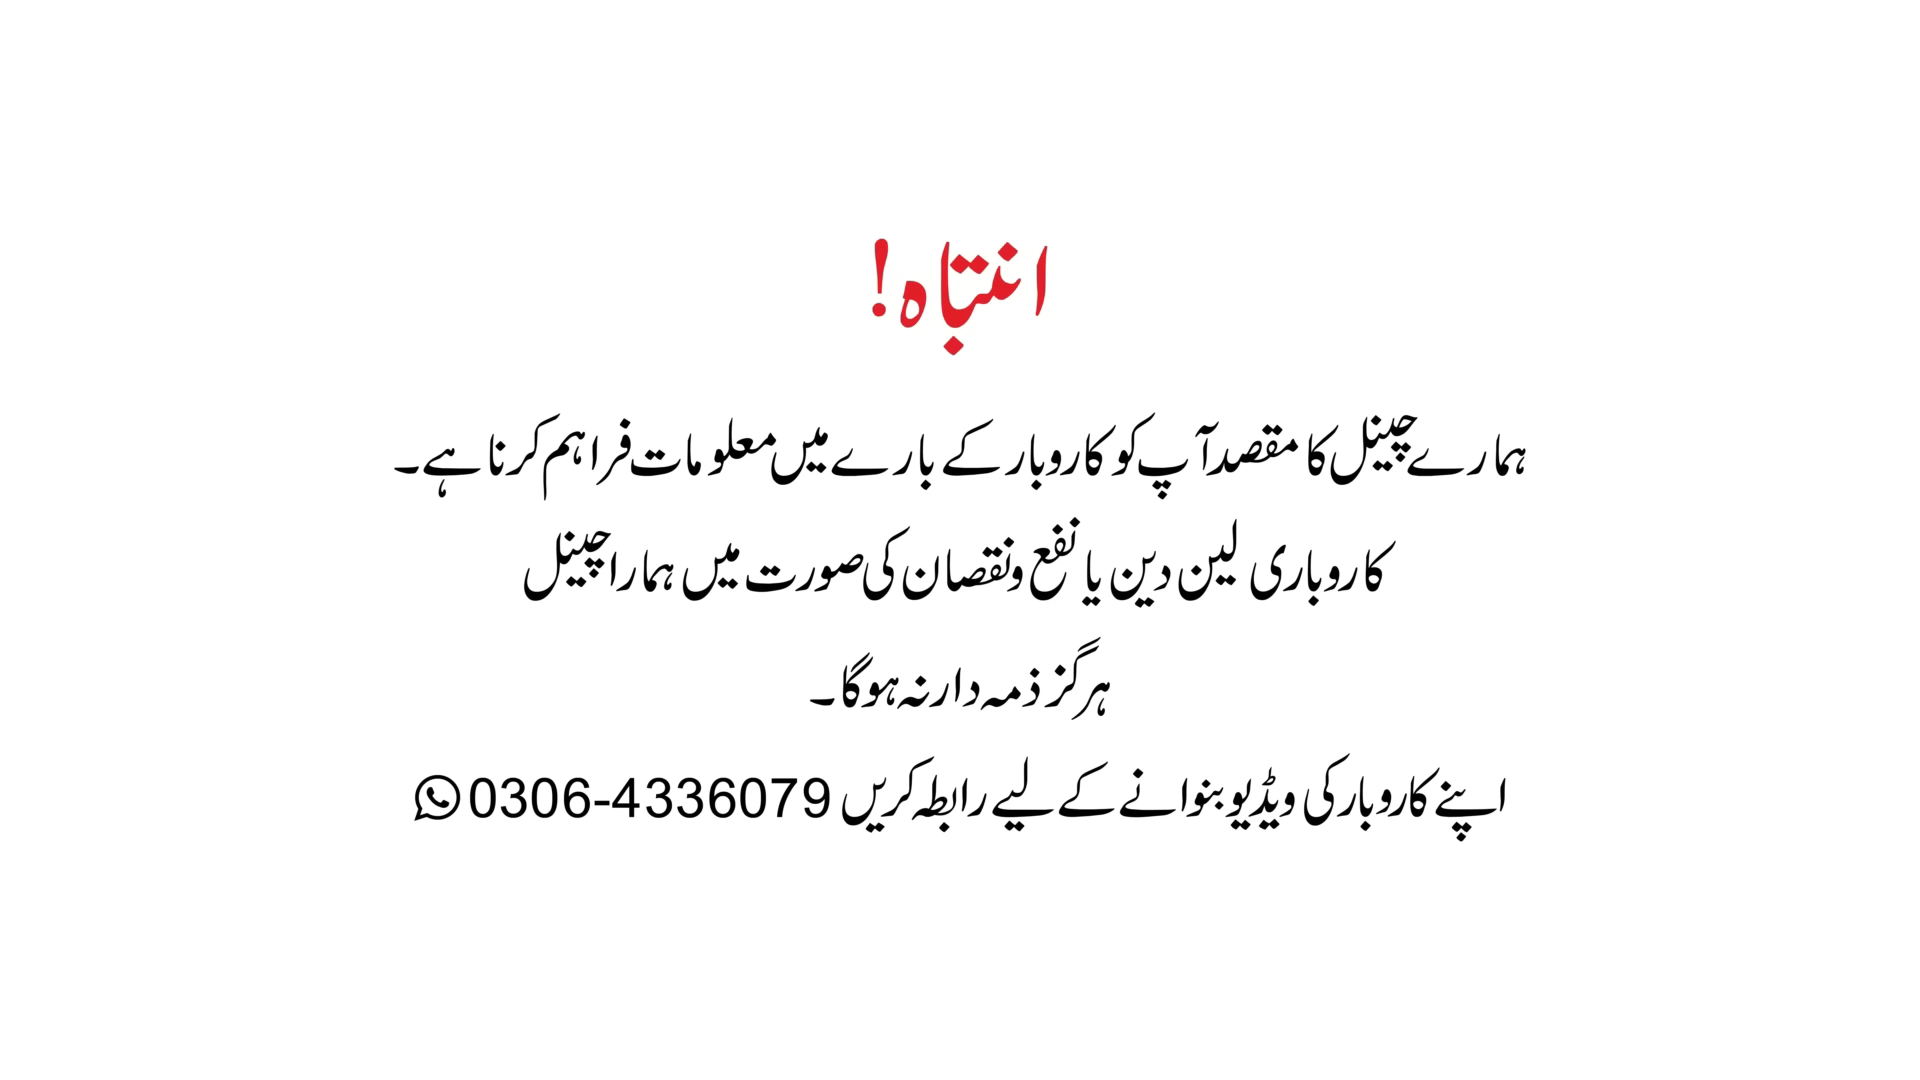 انتباہ!
ہمارے چینل کا مقصد آپ کو کاروبار کے بارے میں معلومات فراہم کرنا ہے۔
کاروباری لین دین یا نفع ونقصان کی صورت میں ہمارا چینل
ہرگز ذمہ دار نہ ہوگا۔
اپنے کاروبار کی ویڈیو بنوانے کے لیے رابطہ کریں 0306-4336079